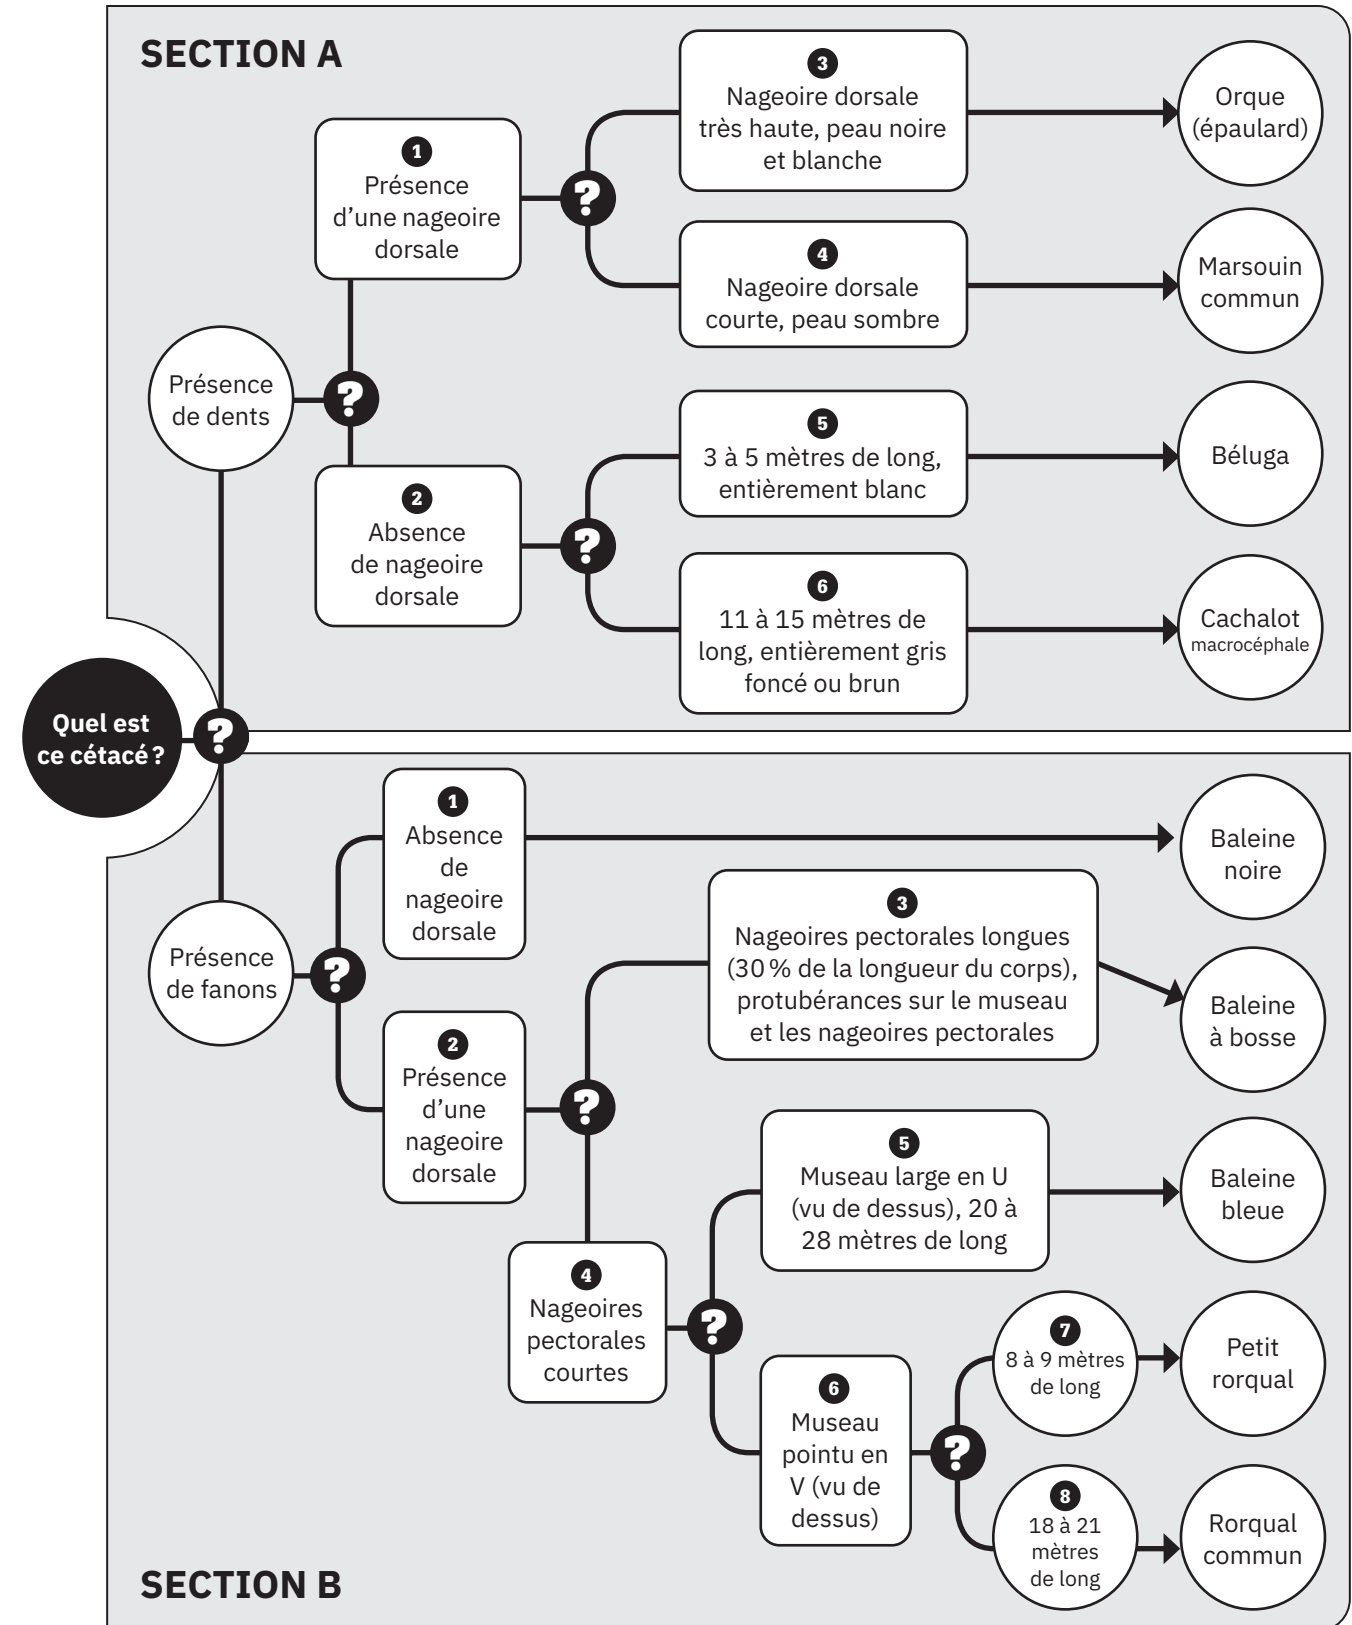 SECTION A
3
Nageoire dorsale
très haute, peau noire
et blanche
Orque
(épaulard)
1
Présence
d’une nageoire
dorsale
?
4
Nageoire dorsale
courte, peau sombre
Marsouin
commun
Présence
de dents
?
5
3 à 5 mètres de long,
entièrement blanc
Béluga
2
Absence
de nageoire
dorsale
?
6
11 à 15 mètres de
long, entièrement gris
foncé ou brun
Cachalot
macrocéphale
Quel est
ce cétacé ?
?
1
Absence
de
nageoire
dorsale
Baleine
noire
Présence
de fanons
?
3
Nageoires pectorales longues
(30 % de la longueur du corps),
protubérances sur le museau
et les nageoires pectorales
Baleine
à bosse
2
Présence
d’une
nageoire
dorsale
?
5
Museau large en U
(vu de dessus), 20 à
28 mètres de long
Baleine
bleue
4
Nageoires
pectorales
courtes
?
7
8 à 9 mètres
de long
Petit
rorqual
6
Museau
pointu en
V (vu de
dessus)
?
8
18 à 21
mètres
de long
Rorqual
commun
SECTION B